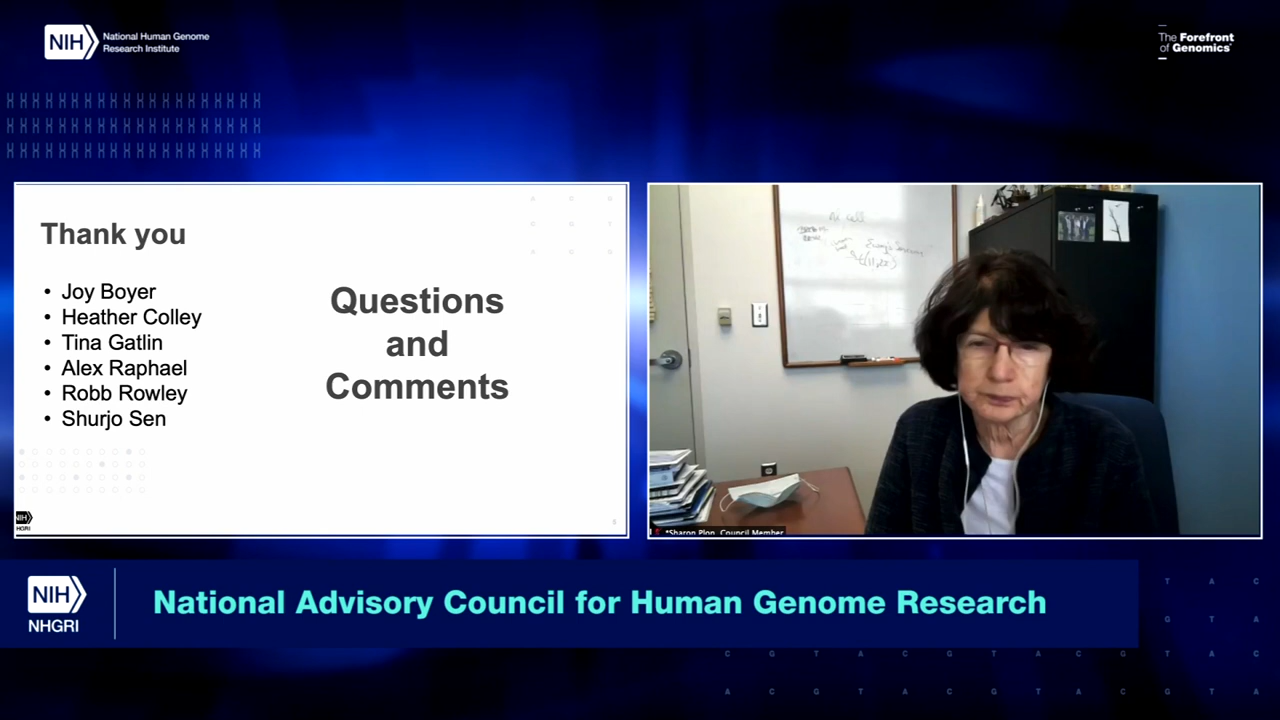 NIH
National Human Genome
Research Institute
The Forefront
of Genomics
Thank you
• Joy Boyer
• Heather Colley
• Tina Gatlin
• Alex Raphael
• Robb Rowley
• Shurjo Sen
Questions
and
Comments
A C G
C G T
A C G
NIH
HGRI
*Sharon Plon, Council Member
NIH
NHGRI
National Advisory Council for Human Genome Research
T A C
G T A
C G T A C G T A C G T A C
A C G T A C G T A C G T A